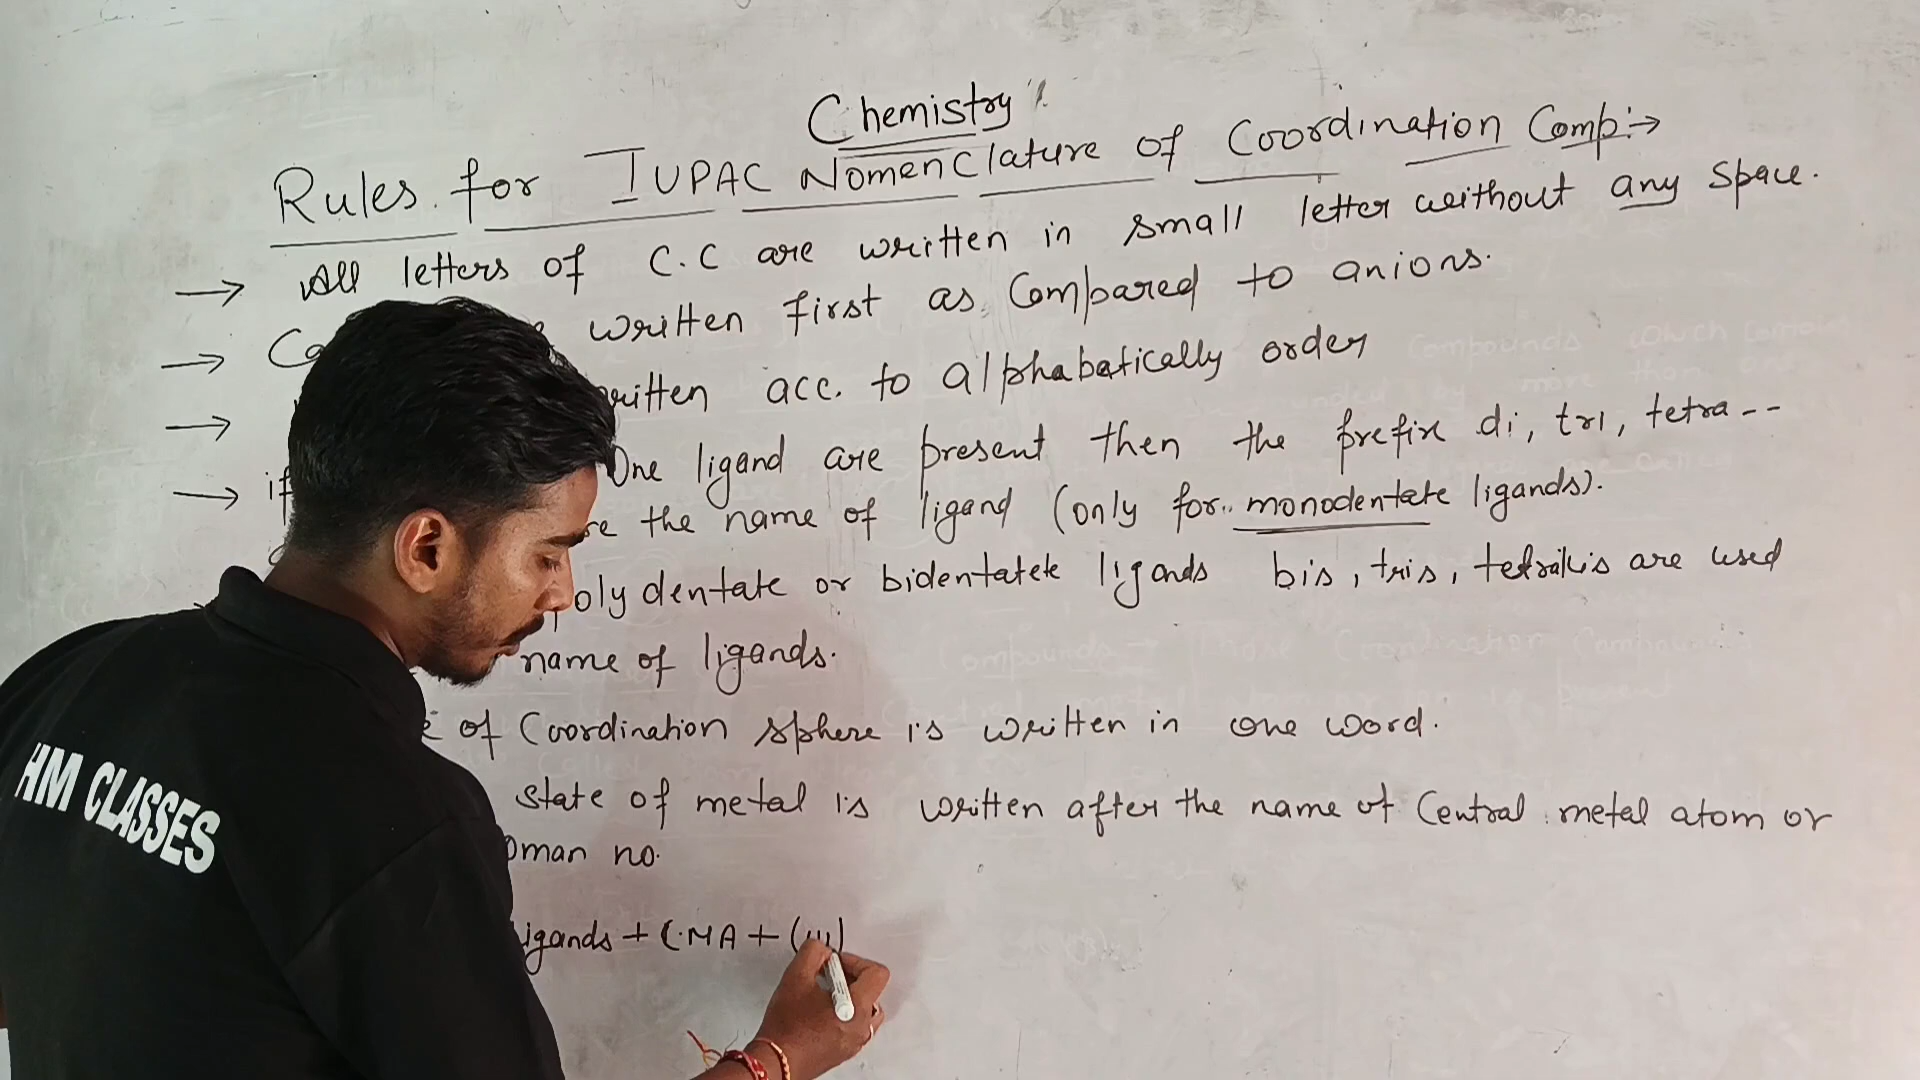 Chemistry
Rules for IUPAC Nomenclature of Coordination Comp:→
→ All letters of C.C are written in small letter without any space.
→ written first as Compared to anions.
→ written acc. to alphabatically order
→ if One ligand are present then the prefix di, tri, tetra--
the name of ligand (only for monodentate ligands).
polydentate or bidentatete ligands bis, tris, tetrakis are used
name of ligands.
of Coordination sphere is written in one word.
state of metal is written after the name of Central metal atom or
no.
ligands + C.MA + (III)
HM CLASSES